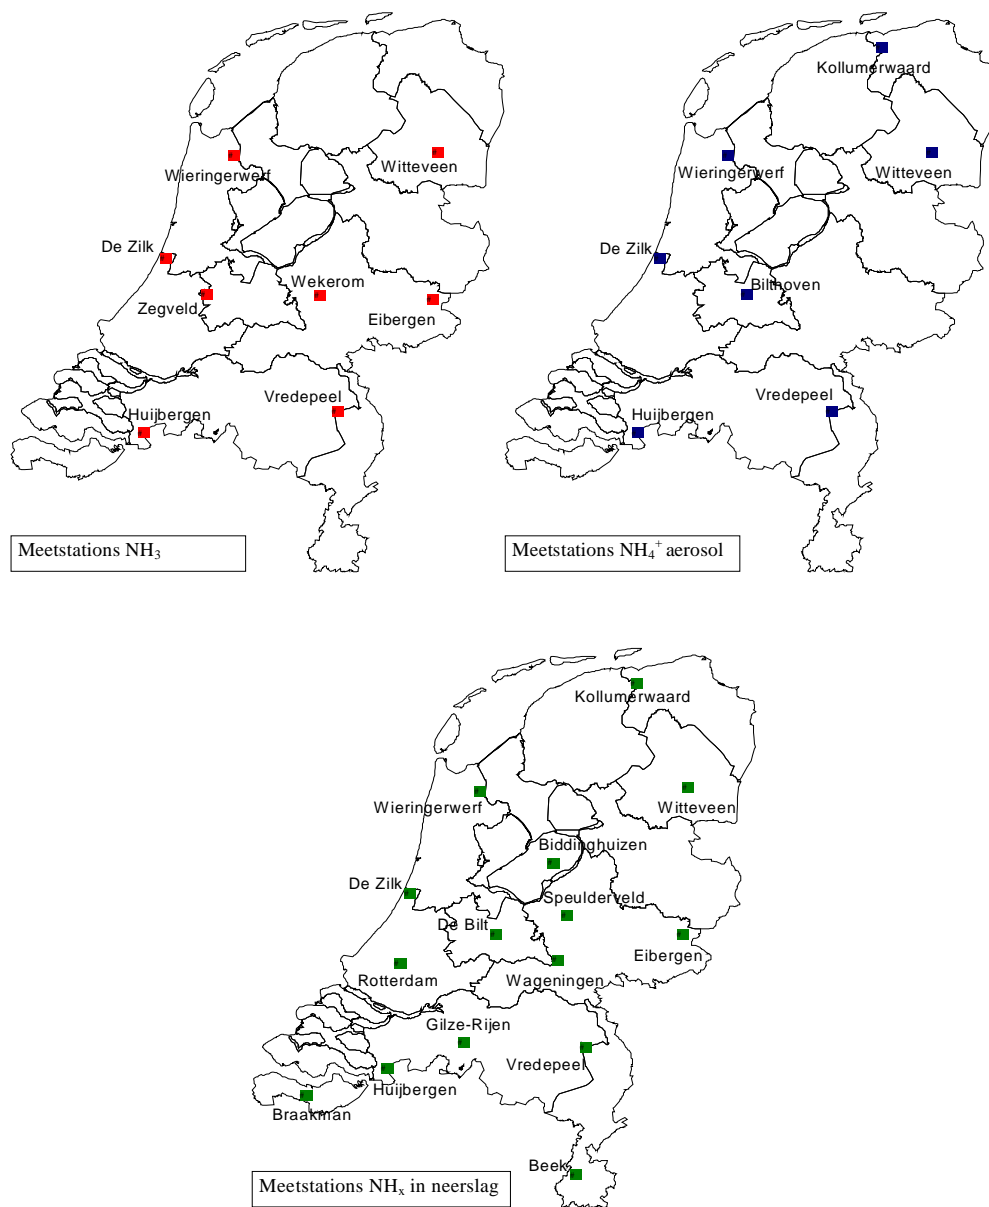 Wieringerwerf
Witteveen
De Zilk
Wekerom
Zegveld
Eibergen
Vredepeel
Huijbergen
Meetstations NH₃
Kollumerwaard
Wieringerwerf
Witteveen
De Zilk
Bilthoven
Vredepeel
Huijbergen
Meetstations NH₄⁺ aerosol
Kollumerwaard
Wieringerwerf
Witteveen
Biddinghuizen
De Zilk
Speulderveld
De Bilt
Eibergen
Rotterdam
Wageningen
Gilze-Rijen
Vredepeel
Huijbergen
Braakman
Beek
Meetstations NHₓ in neerslag